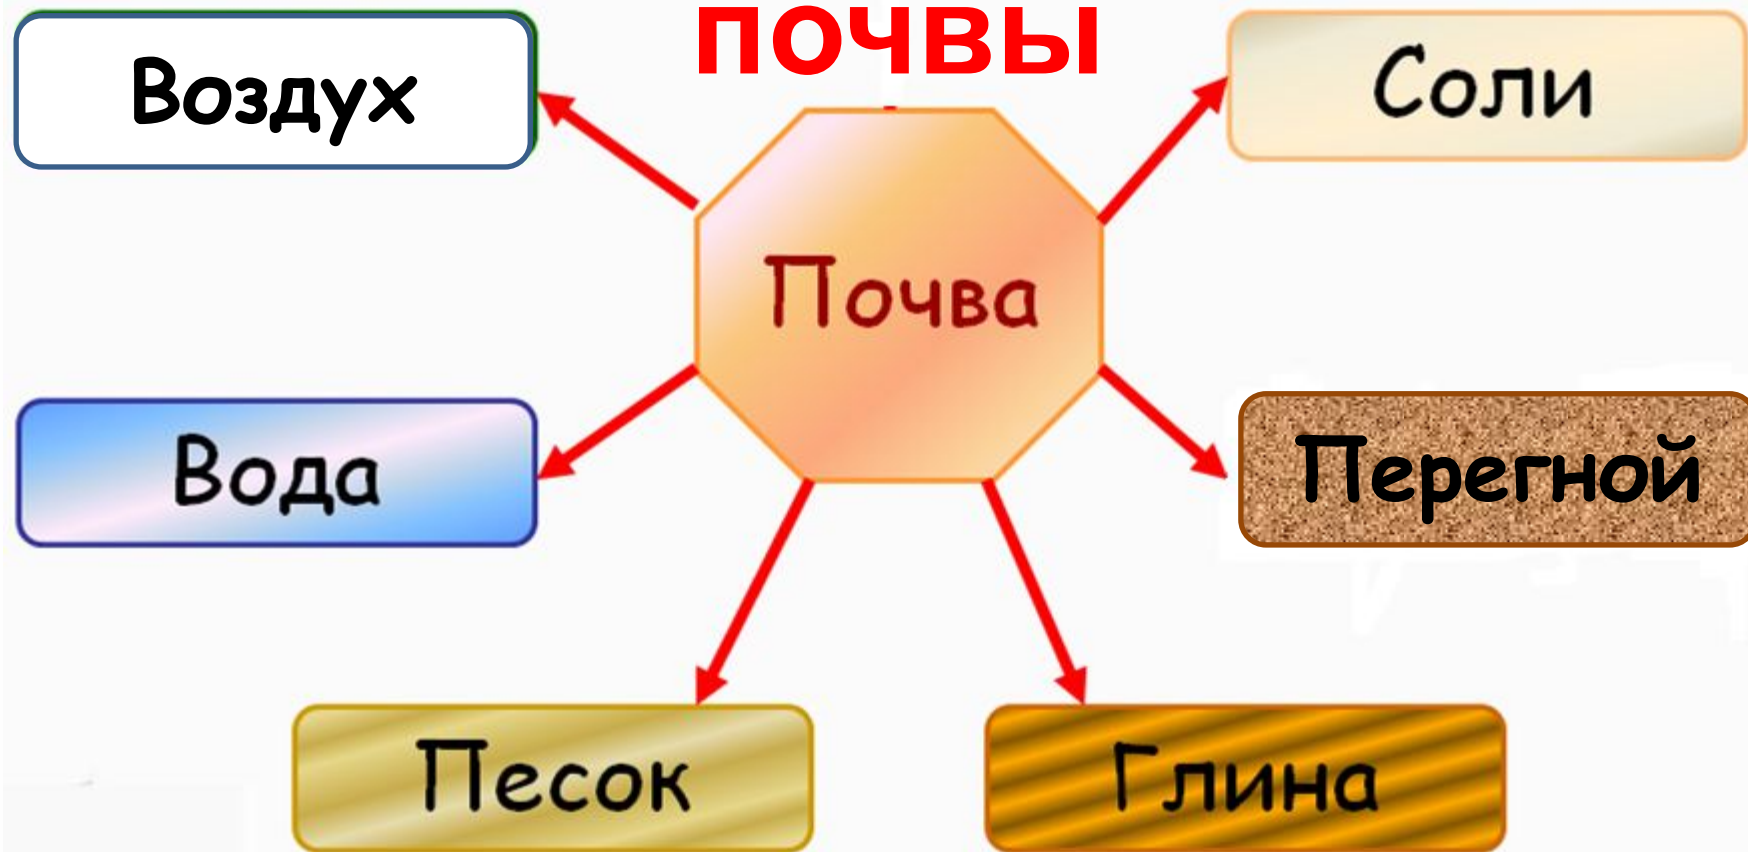 почвы
Воздух
Соли
Почва
Вода
Перегной
Песок
Глина